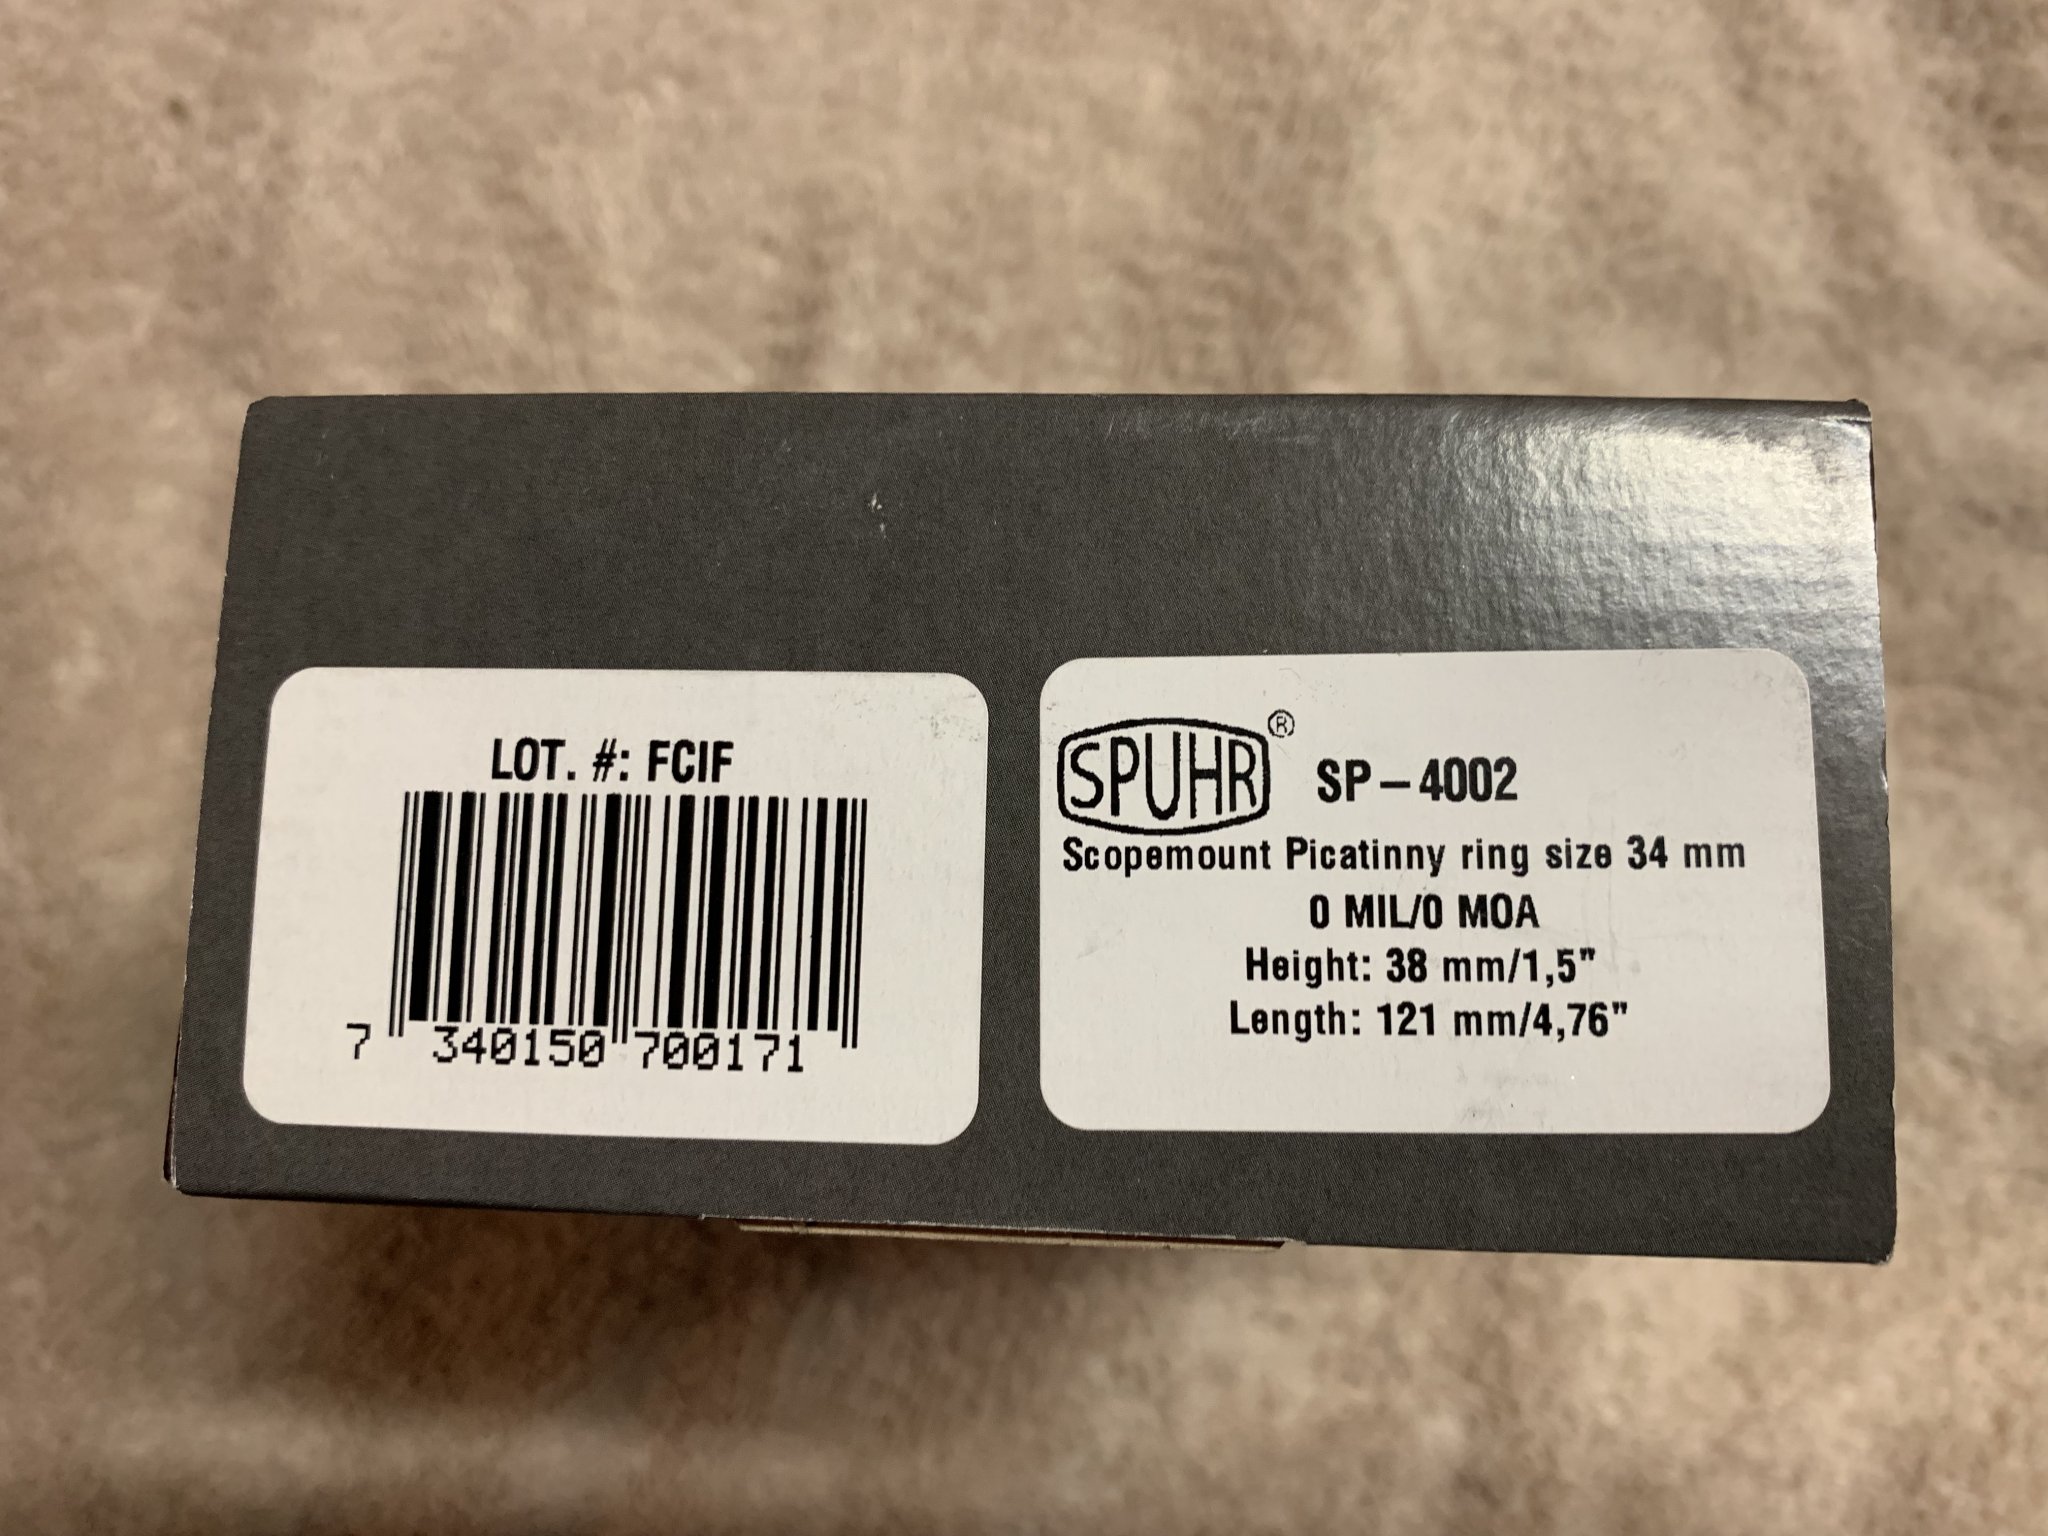 LOT. #: FCIF
7 340150 700171
SPUHR® SP-4002
Scopemount Picatinny ring size 34 mm
0 MIL/0 MOA
Height: 38 mm/1,5"
Length: 121 mm/4,76"